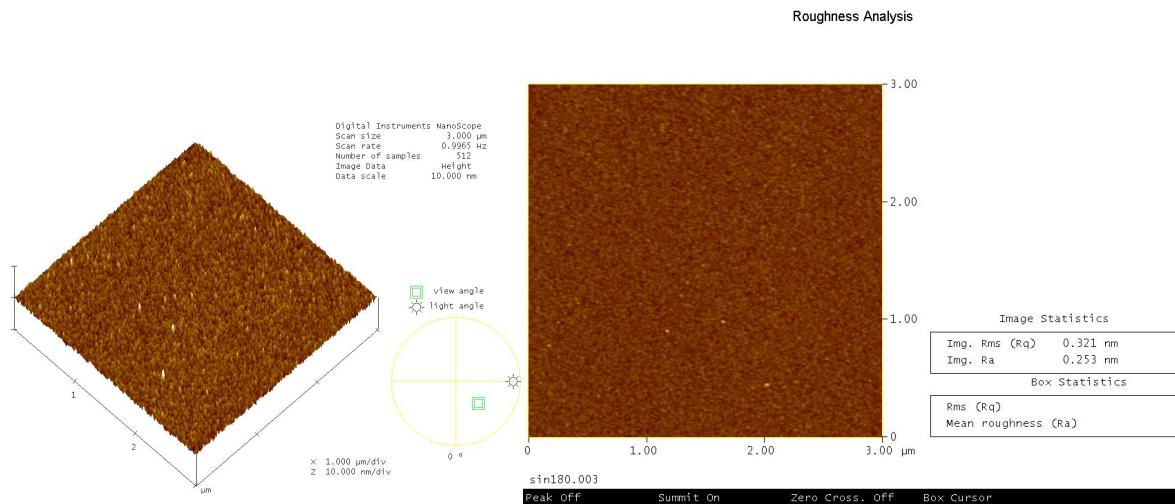 Roughness Analysis
Digital Instruments NanoScope
Scan size 3.000 µm
Scan rate 0.9965 Hz
Number of samples 512
Image Data Height
Data scale 10.000 nm
view angle
light angle
0 °
1
2
µm
X 1.000 µm/div
Z 10.000 nm/div
3.00
2.00
1.00
0
0 1.00 2.00 3.00 µm
sin180.003
Image Statistics
Img. Rms (Rq) 0.321 nm
Img. Ra 0.253 nm
Box Statistics
Rms (Rq)
Mean roughness (Ra)
Peak Off Summit On Zero Cross. Off Box Cursor